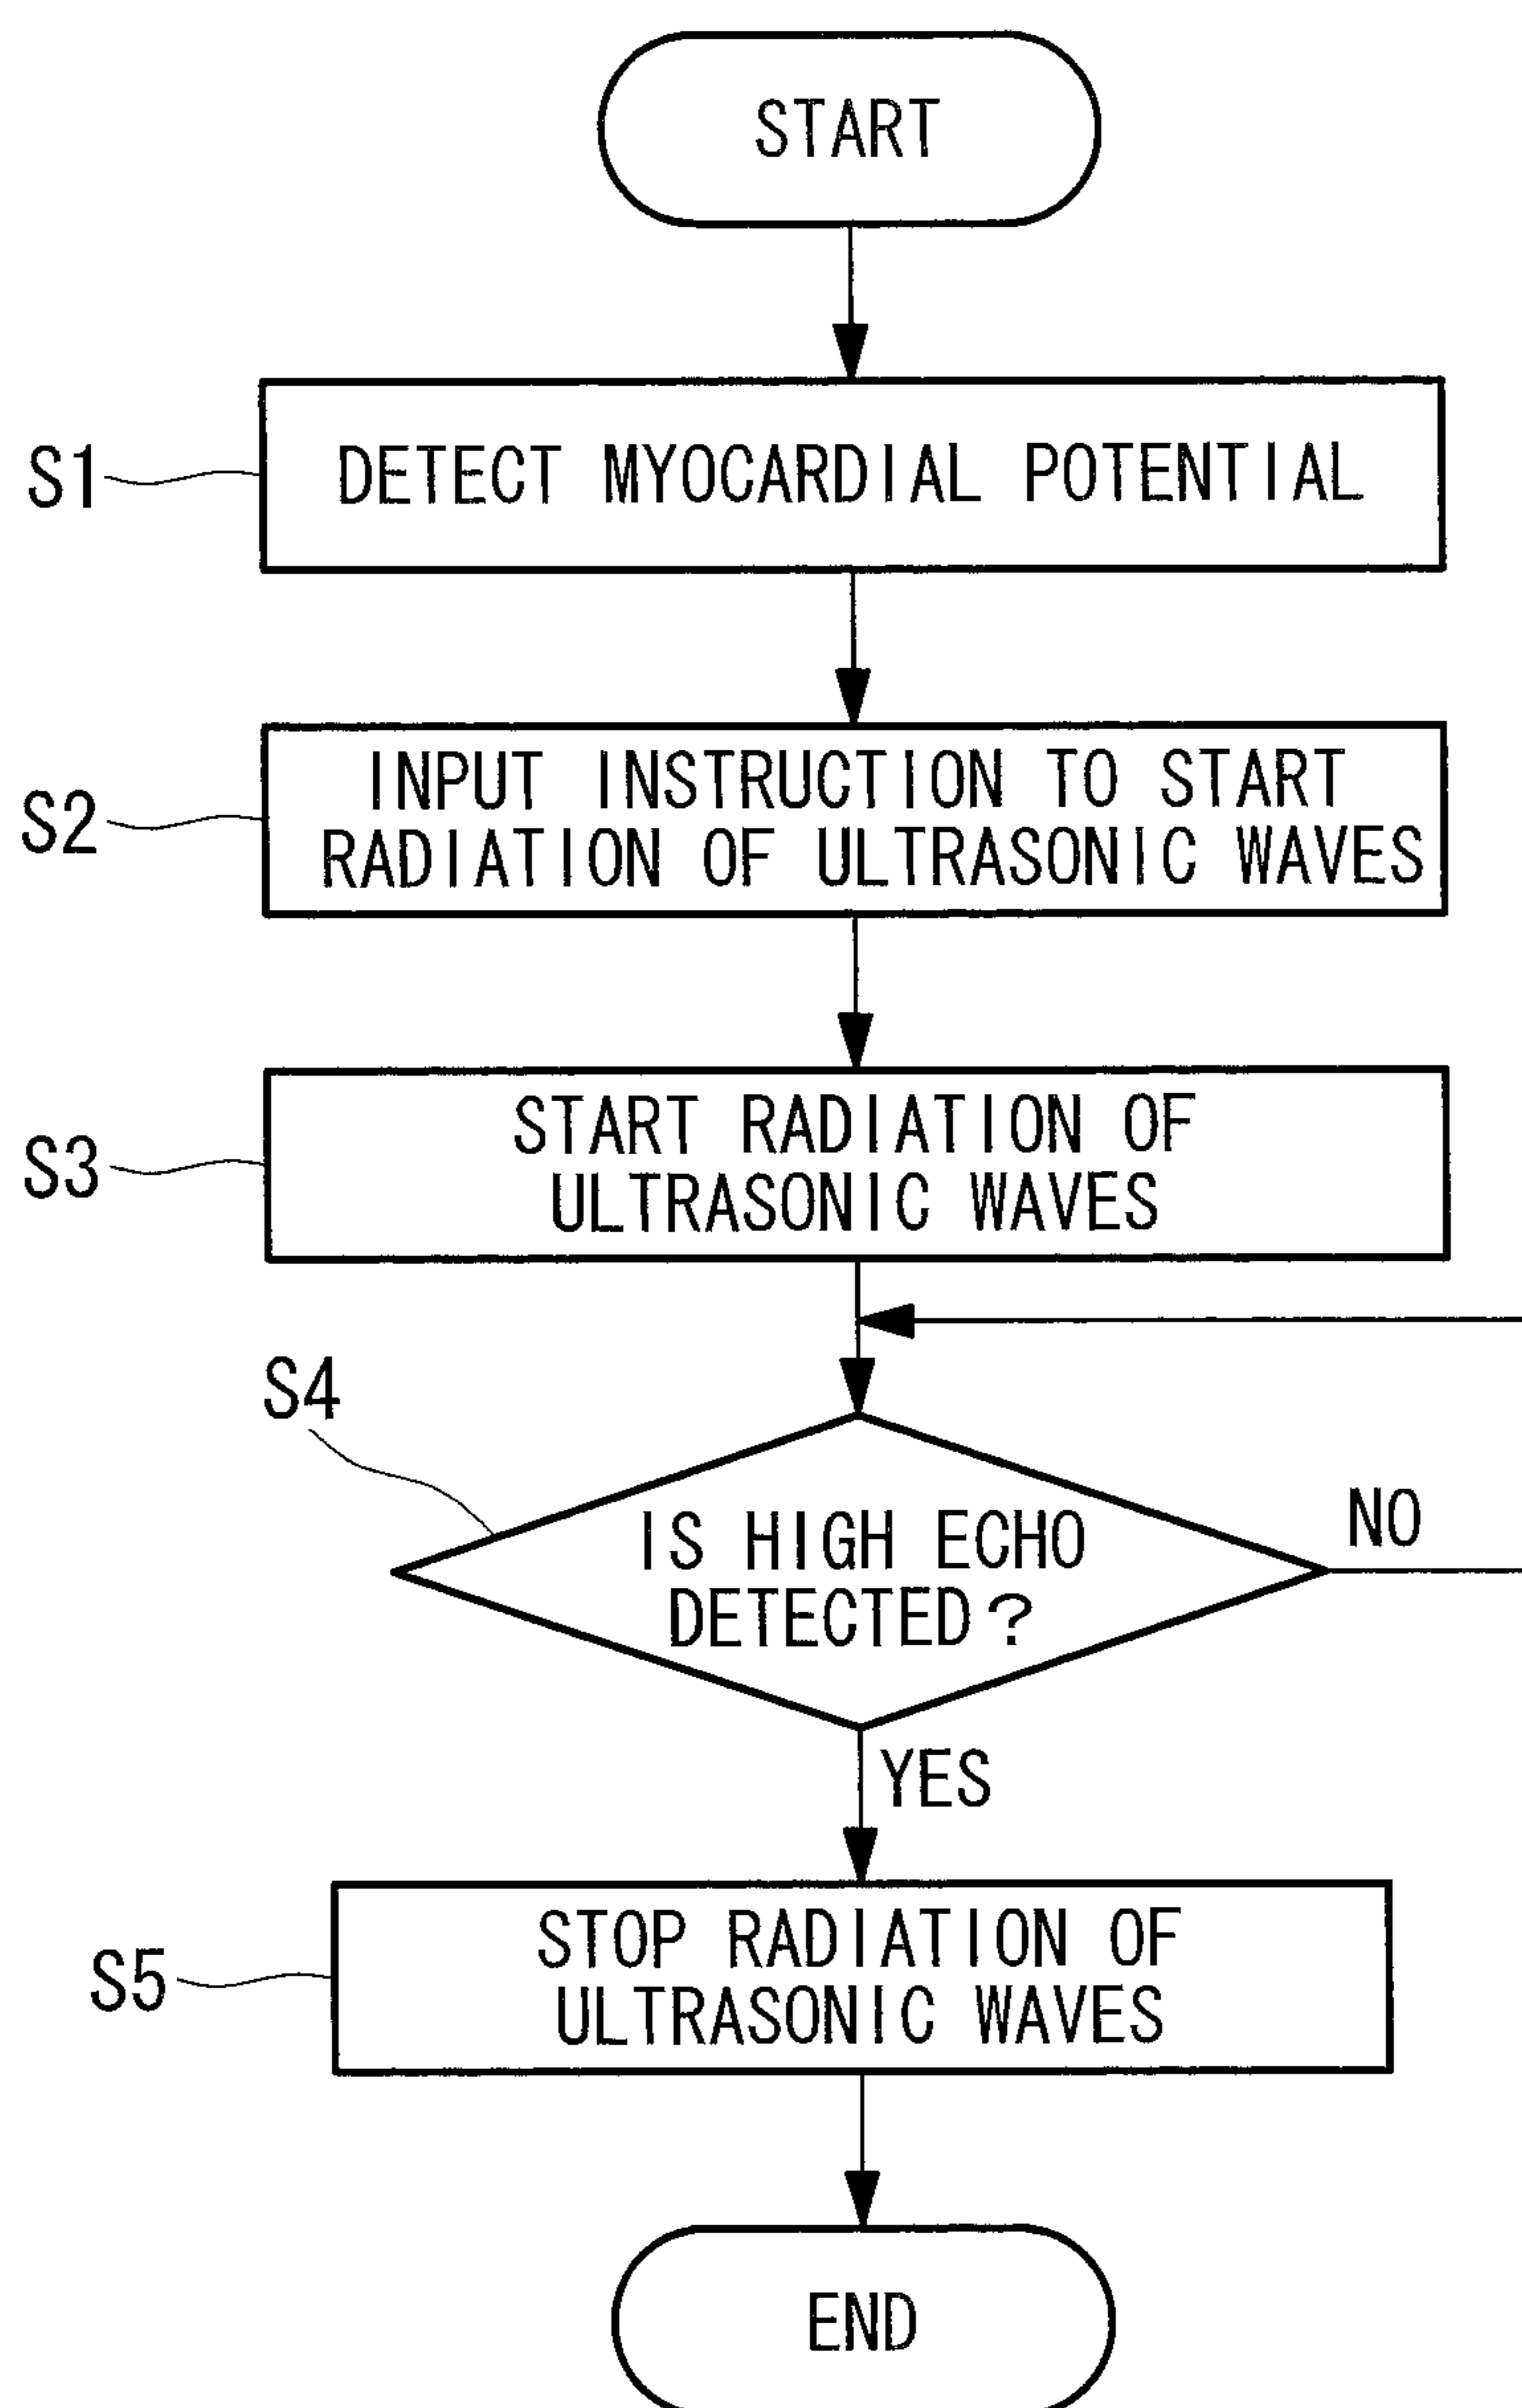 START
S1
DETECT MYOCARDIAL POTENTIAL
S2
INPUT INSTRUCTION TO START
RADIATION OF ULTRASONIC WAVES
S3
START RADIATION OF
ULTRASONIC WAVES
S4
IS HIGH ECHO
DETECTED?
NO
YES
S5
STOP RADIATION OF
ULTRASONIC WAVES
END